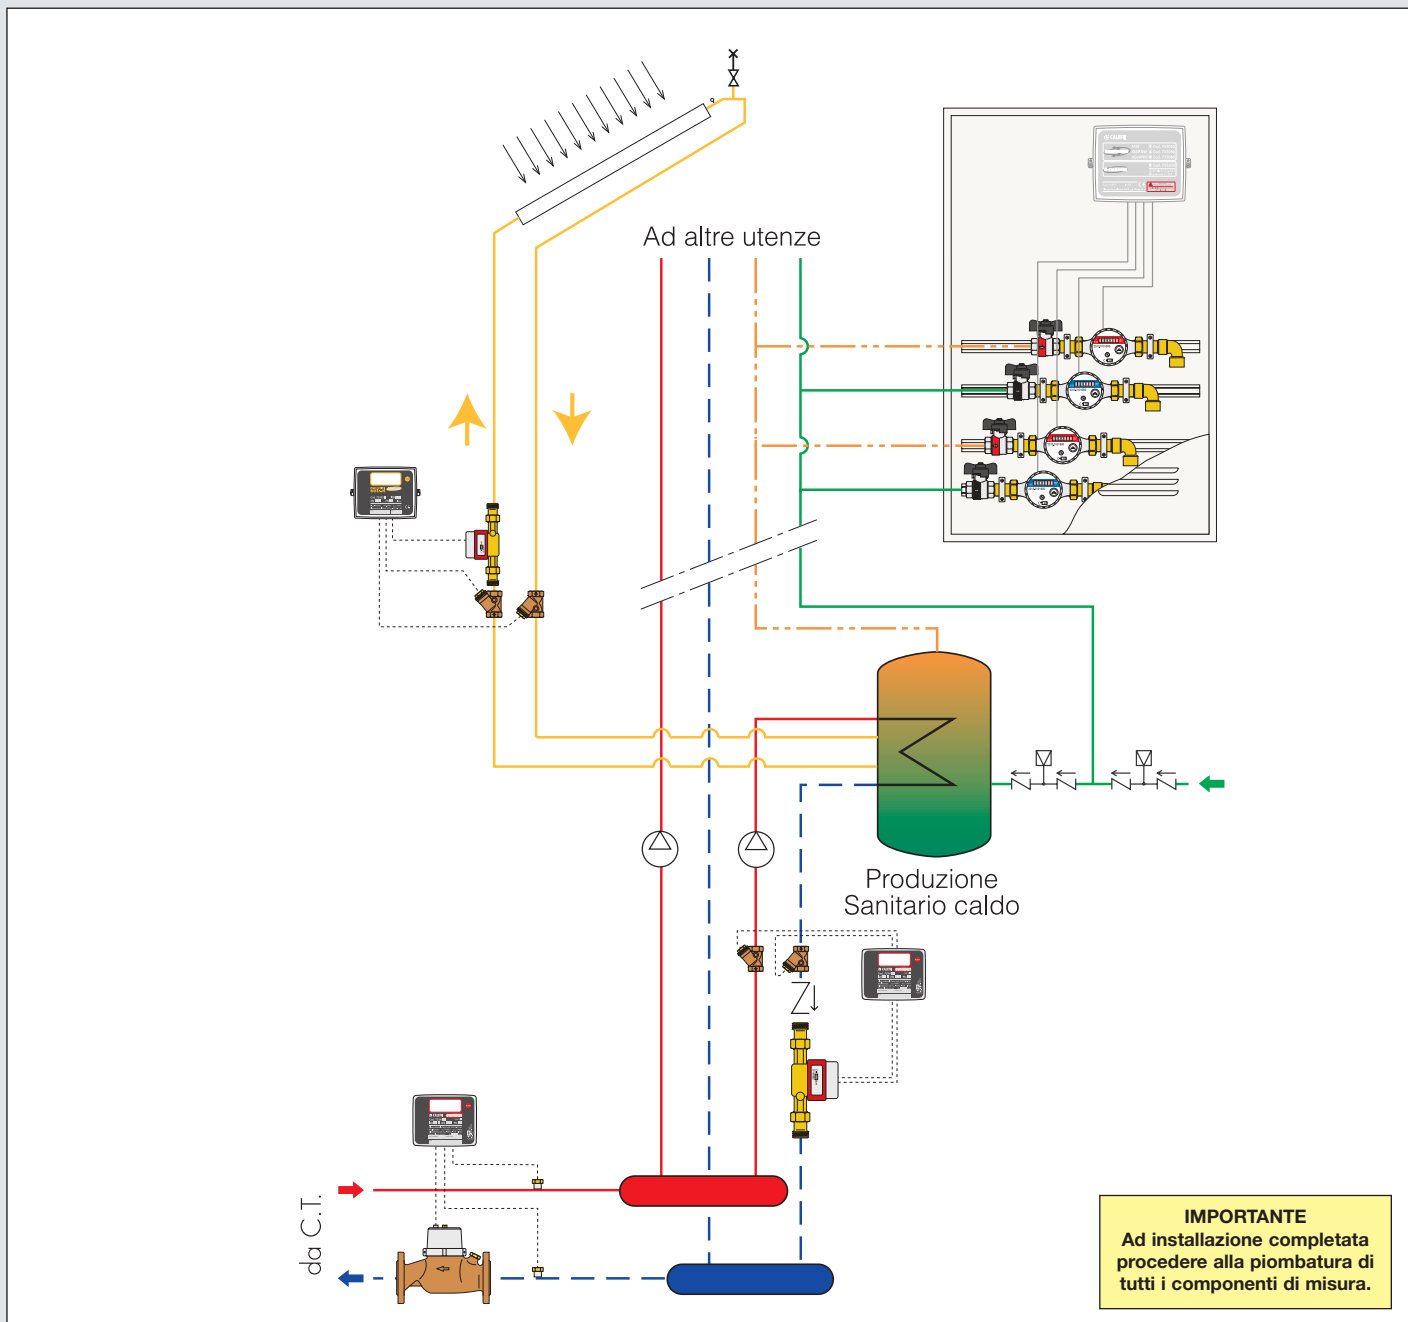 Ad altre utenze
Produzione
Sanitario caldo
da C.T.
IMPORTANTE
Ad installazione completata
procedere alla piombatura di
tutti i componenti di misura.